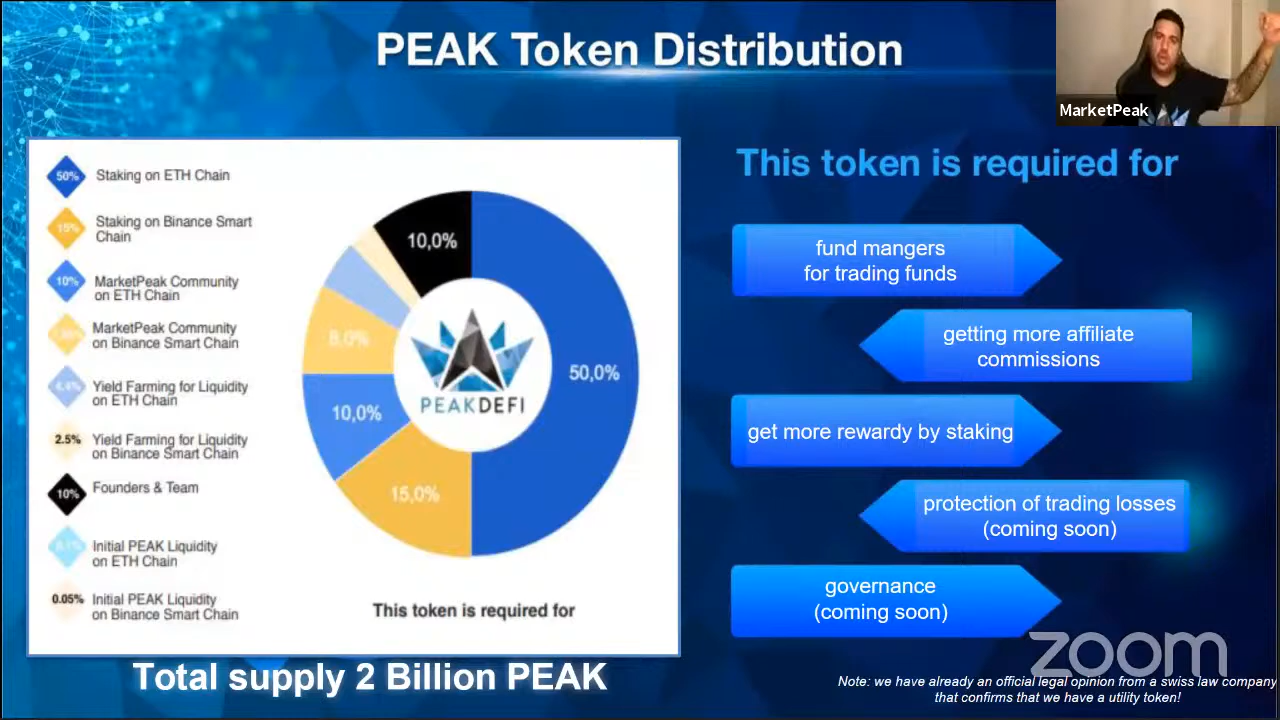 PEAK Token Distribution
MarketPeak
50%
Staking on ETH Chain
15%
Staking on Binance Smart
Chain
10%
MarketPeak Community
on ETH Chain
MarketPeak Community
on Binance Smart Chain
Yield Farming for Liquidity
on ETH Chain
2.5%
Yield Farming for Liquidity
on Binance Smart Chain
10%
Founders & Team
Initial PEAK Liquidity
on ETH Chain
0.05%
Initial PEAK Liquidity
on Binance Smart Chain
10,0%
8,0%
50,0%
10,0%
15,0%
PEAKDEFI
This token is required for
Total supply 2 Billion PEAK
This token is required for
fund mangers
for trading funds
getting more affiliate
commissions
get more rewardy by staking
protection of trading losses
(coming soon)
governance
(coming soon)
zoom
Note: we have already an official legal opinion from a swiss law company
that confirms that we have a utility token!